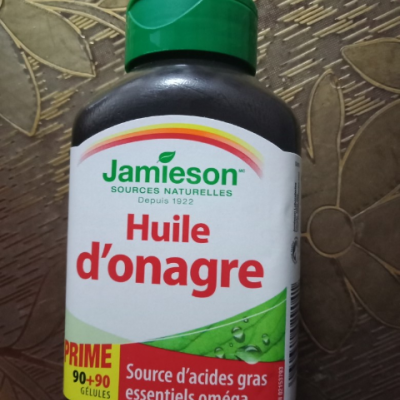 Jamieson
SOURCES NATURELLES
Depuis 1922
Huile
d'onagre
PRIME
90+90
GÉLULES
Source d'acides gras
essentiels oméga